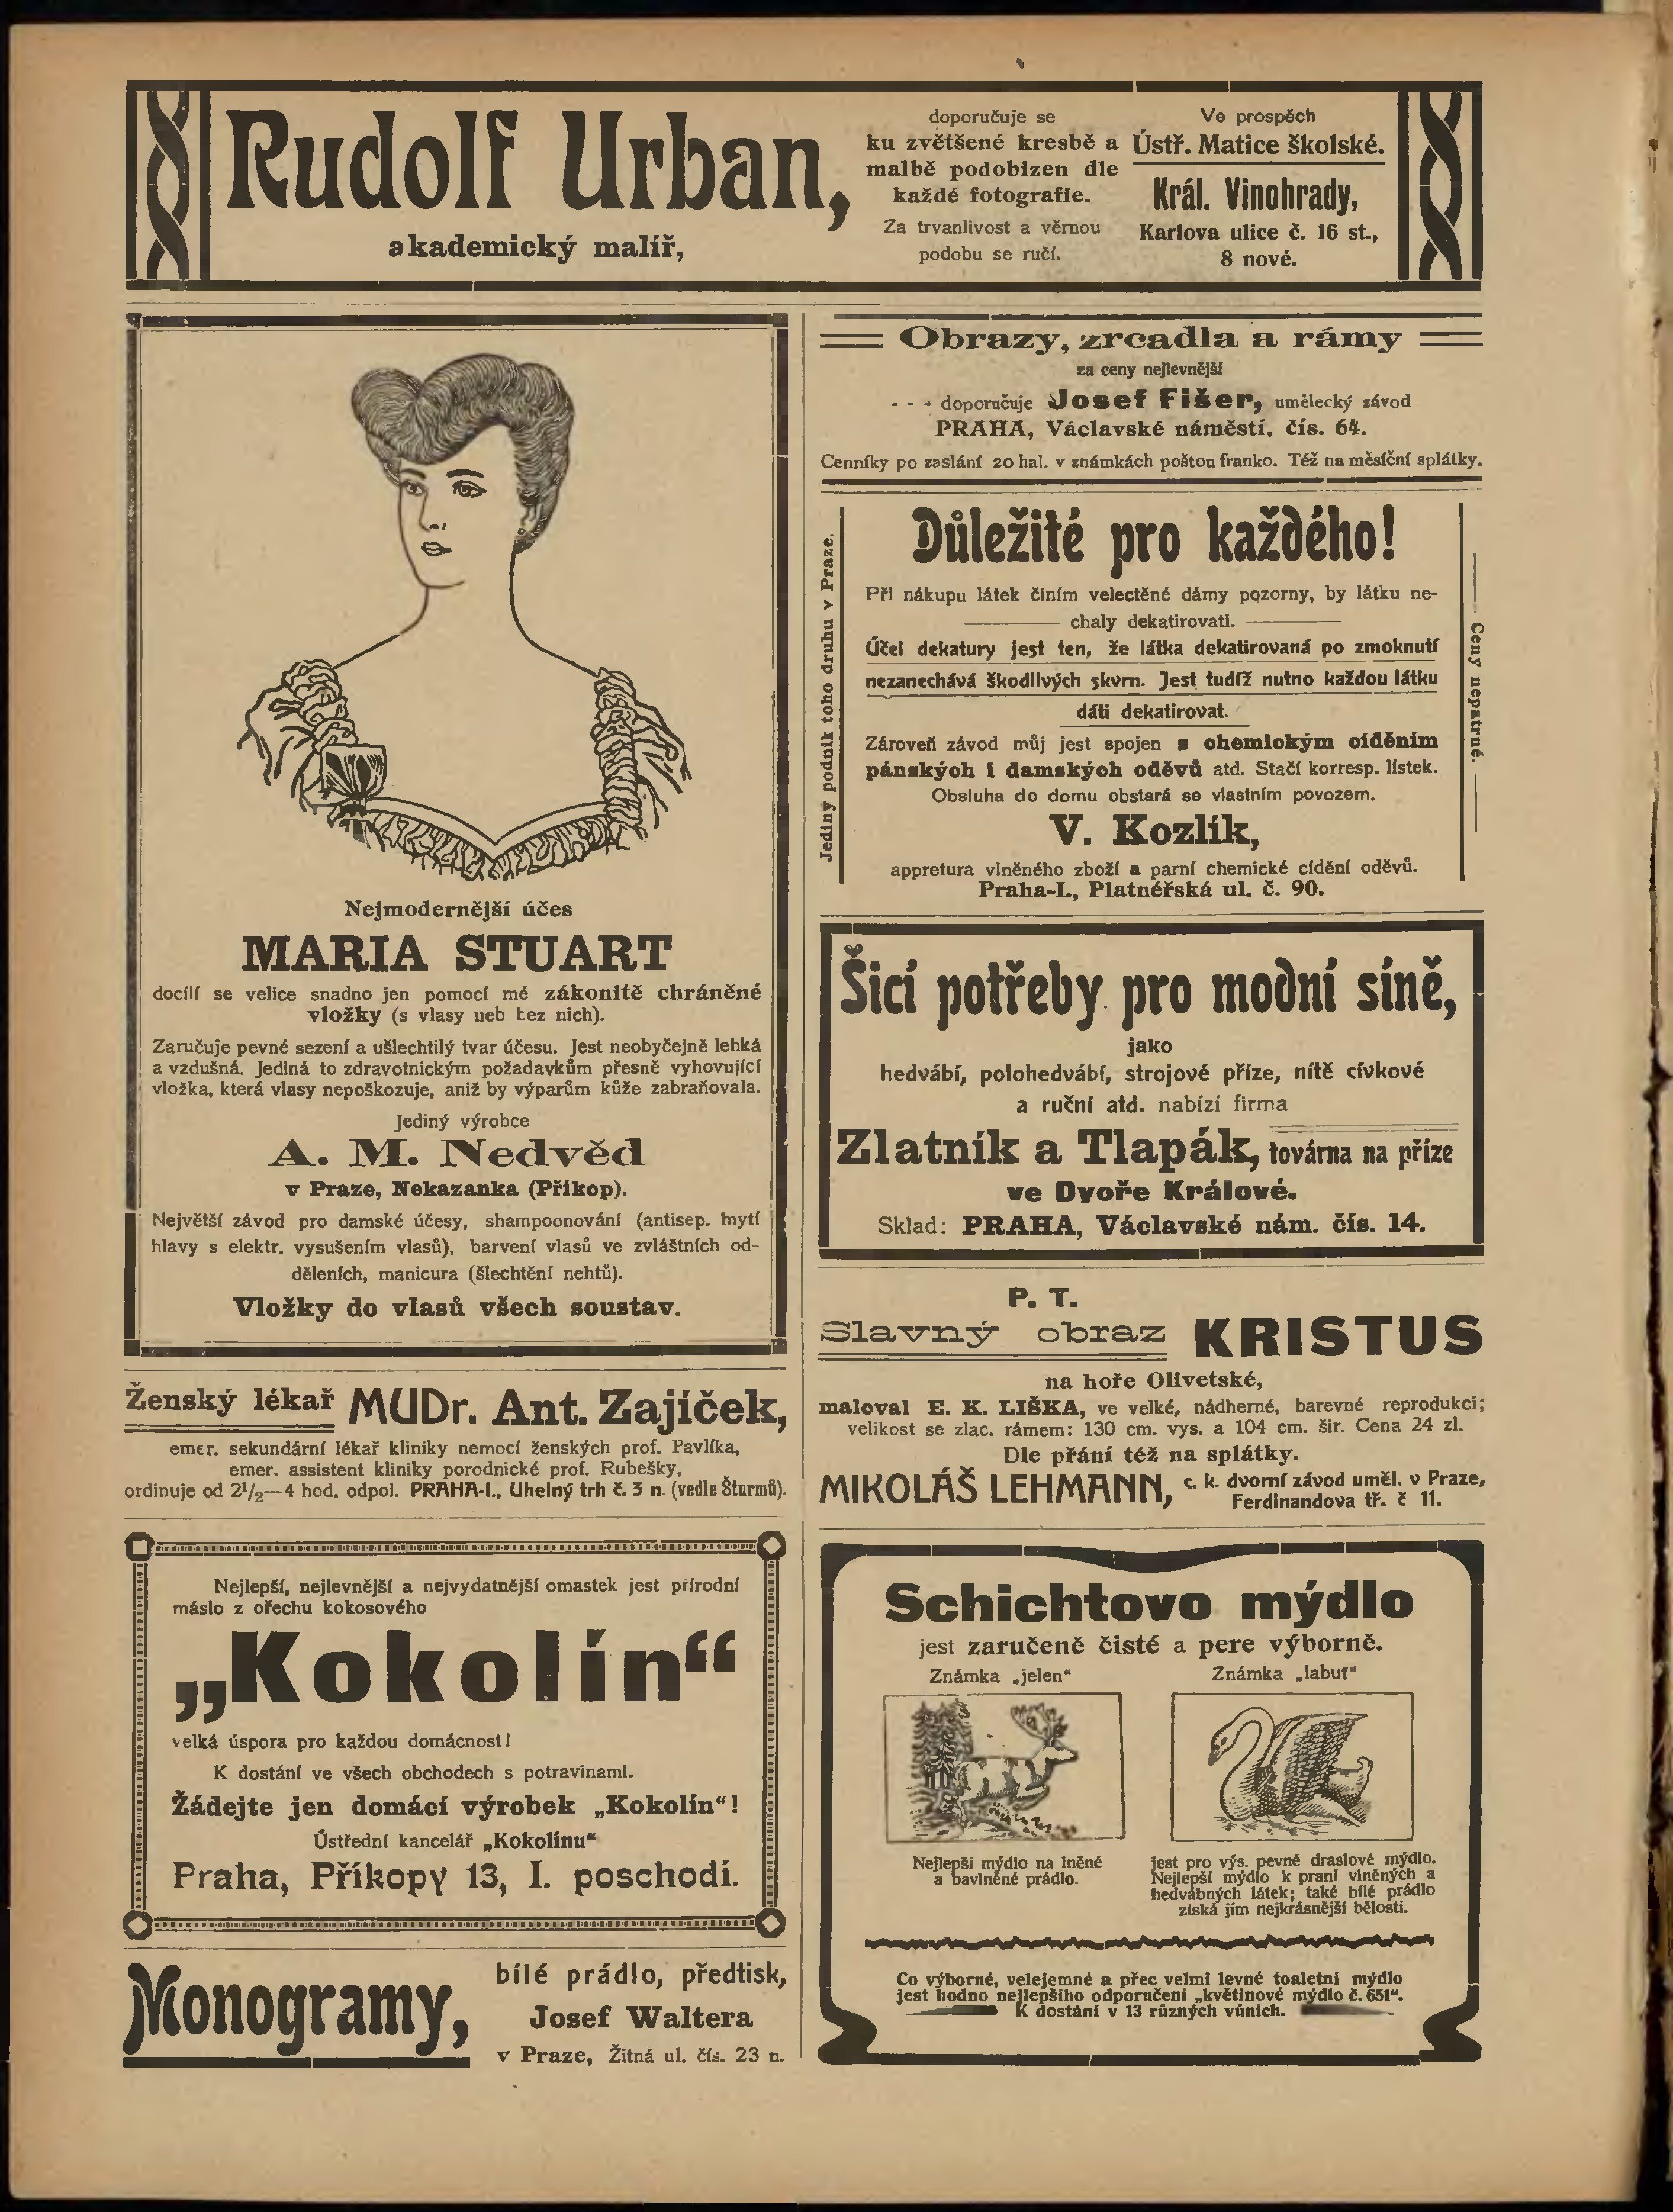 Rudolf Urban,
akademický malíř,
doporučuje se
ku zvětšené kresbě a
malbě podobizen dle
každé fotografie.
Za trvanlivost a věrnou
podobu se ručí.
Ve prospěch
Ústř. Matice školské.
Král. Vinohrady,
Karlova ulice č. 16 st.,
8 nové.
Nejmodernější účes
MARIA STUART
docílí se velice snadno jen pomocí mé zákonitě chráněné
vložky (s vlasy neb bez nich).
Zaručuje pevné sezení a ušlechtilý tvar účesu. Jest neobyčejně lehká
a vzdušná. Jediná to zdravotnickým požadavkům přesně vyhovující
vložka, která vlasy nepoškozuje, aniž by výparům kůže zabraňovala.
Jediný výrobce
A. M. Nedvěd
v Praze, Nekazanka (Příkop).
Největší závod pro damské účesy, shampoonování (antisep. mytí
hlavy s elektr. vysušením vlasů), barvení vlasů ve zvláštních od-
děleních, manicura (šlechtění nehtů).
Vložky do vlasů všech soustav.
Ženský lékař MUDr. Ant. Zajíček,
emer. sekundární lékař kliniky nemocí ženských prof. Pavlíka,
emer. assistent kliniky porodnické prof. Rubešky,
ordinuje od 2½—4 hod. odpol. PRAHA-I., Uhelný trh č. 3 n. (vedle Šturmů).
Nejlepší, nejlevnější a nejvydatnější omastek jest přírodní
máslo z ořechu kokosového
„Kokolín“
velká úspora pro každou domácnost!
K dostání ve všech obchodech s potravinami.
Žádejte jen domácí výrobek „Kokolín“!
Ústřední kancelář „Kokolínu“
Praha, Příkopy 13, I. poschodí.
Monogramy,
bílé prádlo, předtisk,
Josef Waltera
v Praze, Žitná ul. čís. 23 n.
Obrazy, zrcadla a rámy
za ceny nejlevnější
- - - doporučuje Josef Fišer, umělecký závod
PRAHA, Václavské náměstí, čís. 64.
Cenníky po zaslání 20 hal. v známkách poštou franko. Též na měsíční splátky.
Jediný podnik toho druhu v Praze.
Důležité pro každého!
Při nákupu látek činím velectěné dámy pozorny, by látku ne-
chaly dekatirovati.
Účel dekatury jest ten, že látka dekatirovaná po zmoknutí
nezanechává škodlivých skvrn. Jest tudíž nutno každou látku
dáti dekatirovat.
Zároveň závod můj jest spojen s chemickým cíděním
pánských i damských oděvů atd. Stačí korresp. lístek.
Obsluha do domu obstará se vlastním povozem.
V. Kozlík,
appretura vlněného zboží a parní chemické cídění oděvů.
Praha-I., Platnéřská ul. č. 90.
Ceny nepatrné.
Šicí potřeby pro modní síně,
jako
hedvábí, polohedvábí, strojové příze, nítě cívkové
a ruční atd. nabízí firma
Zlatník a Tlapák, továrna na příze
ve Dvoře Králové.
Sklad: PRAHA, Václavské nám. čís. 14.
P. T.
Slavný obraz KRISTUS
na hoře Olivetské,
maloval E. K. LIŠKA, ve velké, nádherné, barevné reprodukci;
velikost se zlac. rámem: 130 cm. vys. a 104 cm. šir. Cena 24 zl.
Dle přání též na splátky.
MIKOLÁŠ LEHMANN, c. k. dvorní závod uměl. v Praze,
Ferdinandova tř. č 11.
Schichtovo mýdlo
jest zaručeně čisté a pere výborně.
Známka „jelen“
Známka „labuť“
Nejlepší mýdlo na lněné
a bavlněné prádlo.
jest pro výs. pevné draslové mýdlo.
Nejlepší mýdlo k praní vlněných a
hedvábných látek; také bílé prádlo
získá jím nejkrásnější bělosti.
Co výborné, velejemné a přec velmi levné toaletní mýdlo
jest hodno nejlepšího odporučení „květinové mýdlo č. 651“.
K dostání v 13 různých vůních.